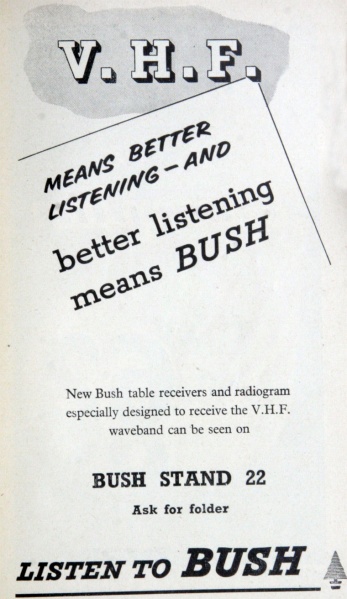 V.H.F.
MEANS BETTER
LISTENING – AND
better listening
means BUSH
New Bush table receivers and radiogram
especially designed to receive the V.H.F.
waveband can be seen on
BUSH STAND 22
Ask for folder
LISTEN TO BUSH